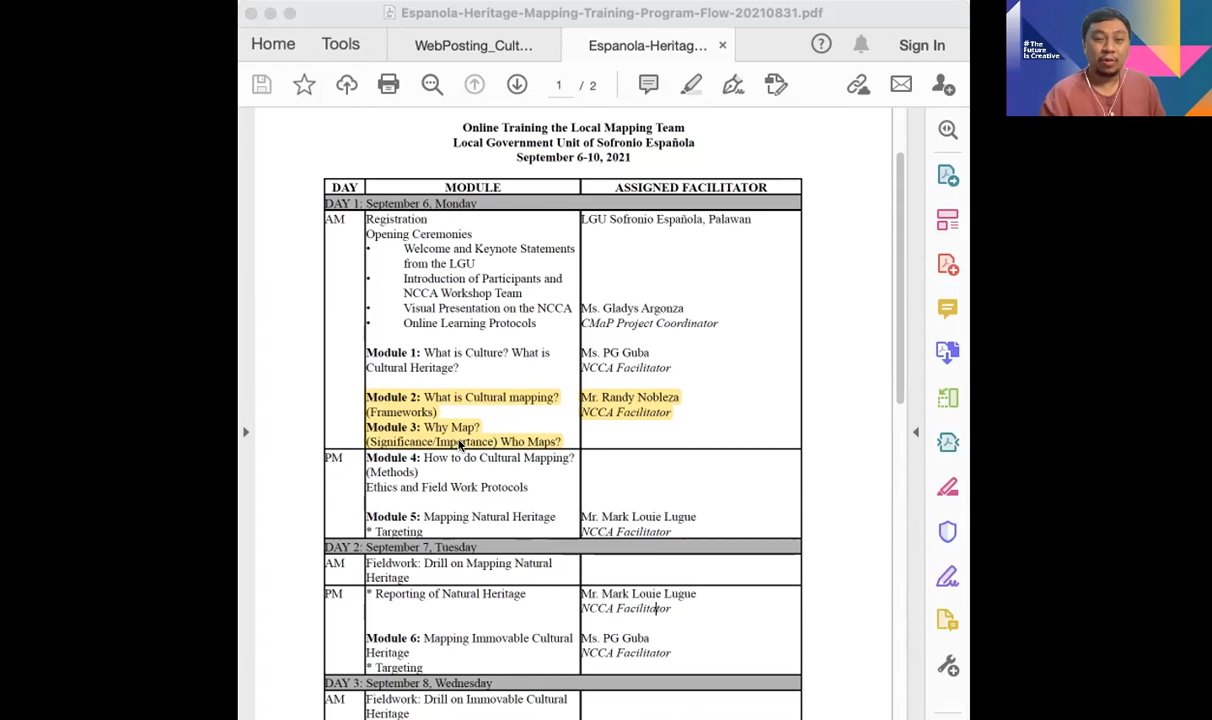 Espanola-Heritage-Mapping-Training-Program-Flow-20210831.pdf
# The
Future
Is Creative
Home
Tools
WebPosting_Cult...
Espanola-Heritag...
Sign In
1 / 2
Online Training the Local Mapping Team
Local Government Unit of Sofronio Española
September 6-10, 2021
DAY
MODULE
ASSIGNED FACILITATOR
DAY 1: September 6, Monday
AM
Registration
LGU Sofronio Española, Palawan
Opening Ceremonies
• Welcome and Keynote Statements
from the LGU
• Introduction of Participants and
NCCA Workshop Team
• Visual Presentation on the NCCA
Ms. Gladys Argonza
• Online Learning Protocols
CMaP Project Coordinator
Module 1: What is Culture? What is
Ms. PG Guba
Cultural Heritage?
NCCA Facilitator
Module 2: What is Cultural mapping?
Mr. Randy Nobleza
(Frameworks)
NCCA Facilitator
Module 3: Why Map?
(Significance/Importance) Who Maps?
PM
Module 4: How to do Cultural Mapping?
(Methods)
Ethics and Field Work Protocols
Module 5: Mapping Natural Heritage
Mr. Mark Louie Lugue
* Targeting
NCCA Facilitator
DAY 2: September 7, Tuesday
AM
Fieldwork: Drill on Mapping Natural
Heritage
PM
* Reporting of Natural Heritage
Mr. Mark Louie Lugue
NCCA Facilitator
Module 6: Mapping Immovable Cultural
Ms. PG Guba
Heritage
NCCA Facilitator
* Targeting
DAY 3: September 8, Wednesday
AM
Fieldwork: Drill on Immovable Cultural
Heritage